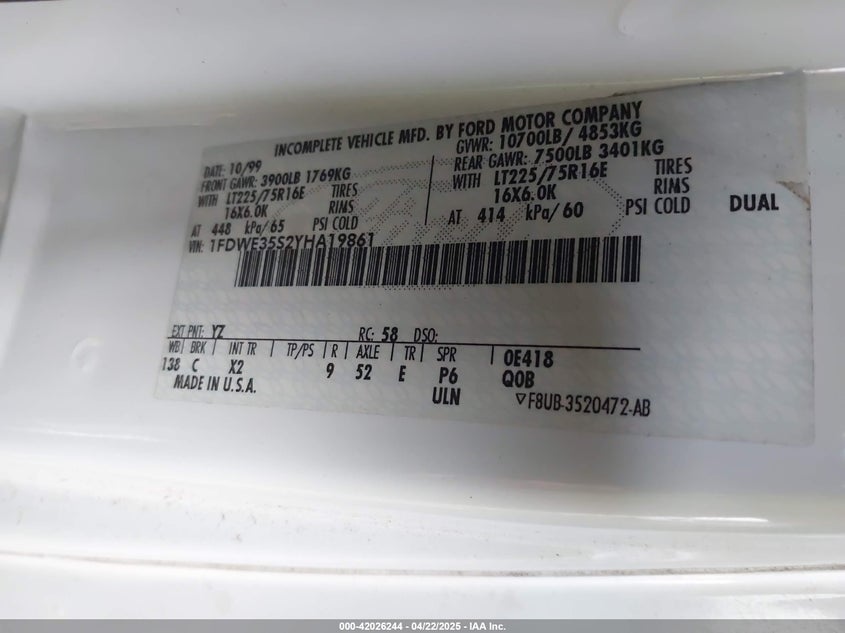 INCOMPLETE VEHICLE MFD. BY FORD MOTOR COMPANY
DATE: 10/99 GVWR: 10700LB/ 4853KG
FRONT GAWR: 3900LB 1769KG REAR GAWR: 7500LB 3401KG
WITH LT225/75R16E TIRES WITH LT225/75R16E TIRES
16X6.0K RIMS 16X6.0K RIMS
AT 448 kPa/65 PSI COLD AT 414 kPa/60 PSI COLD DUAL
VIN: 1FDWE35S2YHA19861
EXT PNT: YZ RC: 58 DSO:
WB BRK INT TR TP/PS R AXLE TR SPR 0E418
138 C X2 9 52 E P6 Q0B
MADE IN U.S.A. ULN ▽F8UB-3520472-AB
000-42026244 - 04/22/2025 - IAA Inc.